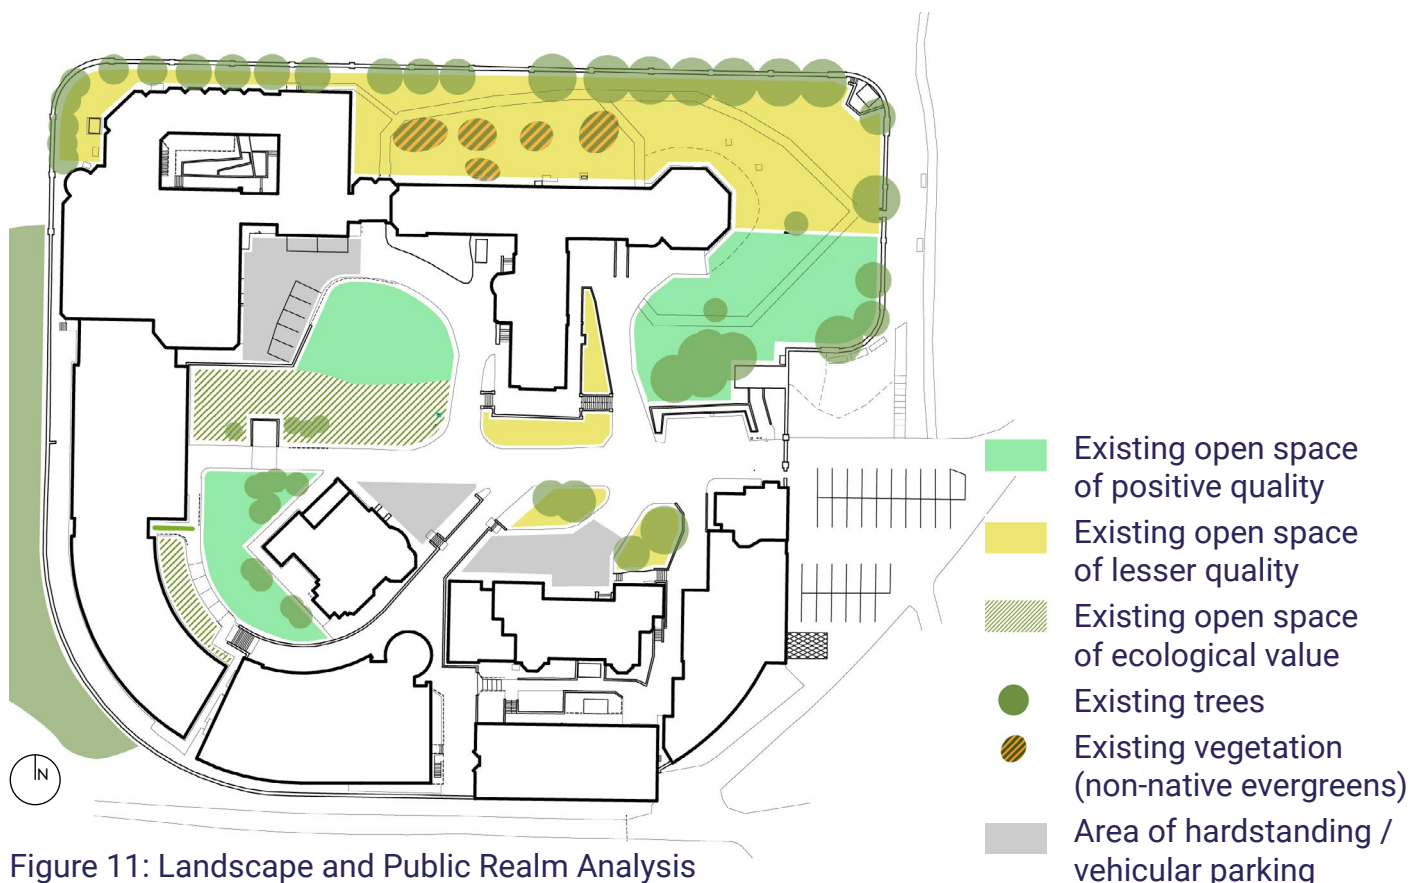 Existing open space
of positive quality
Existing open space
of lesser quality
Existing open space
of ecological value
Existing trees
Existing vegetation
(non-native evergreens)
Area of hardstanding /
vehicular parking
N
Figure 11: Landscape and Public Realm Analysis